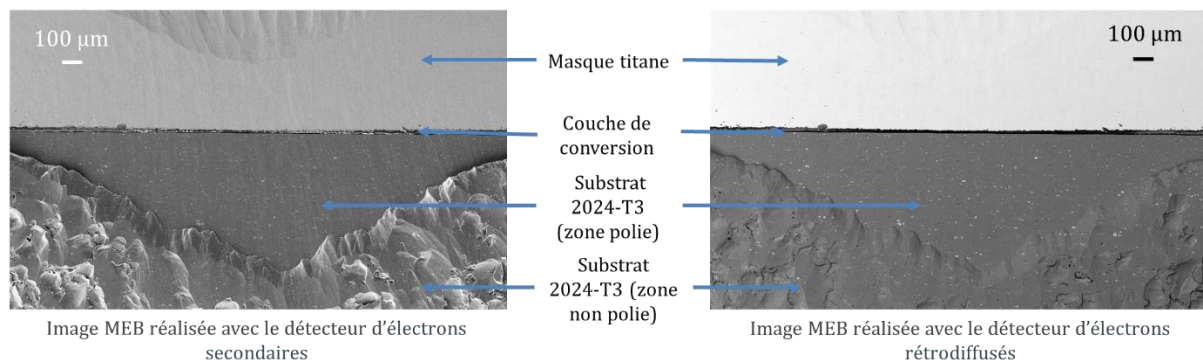 100 µm
100 µm
Masque titane
Couche de
conversion
Substrat
2024-T3
(zone polie)
Substrat
2024-T3 (zone
non polie)
Image MEB réalisée avec le détecteur d’électrons
secondaires
Image MEB réalisée avec le détecteur d’électrons
rétrodiffusés